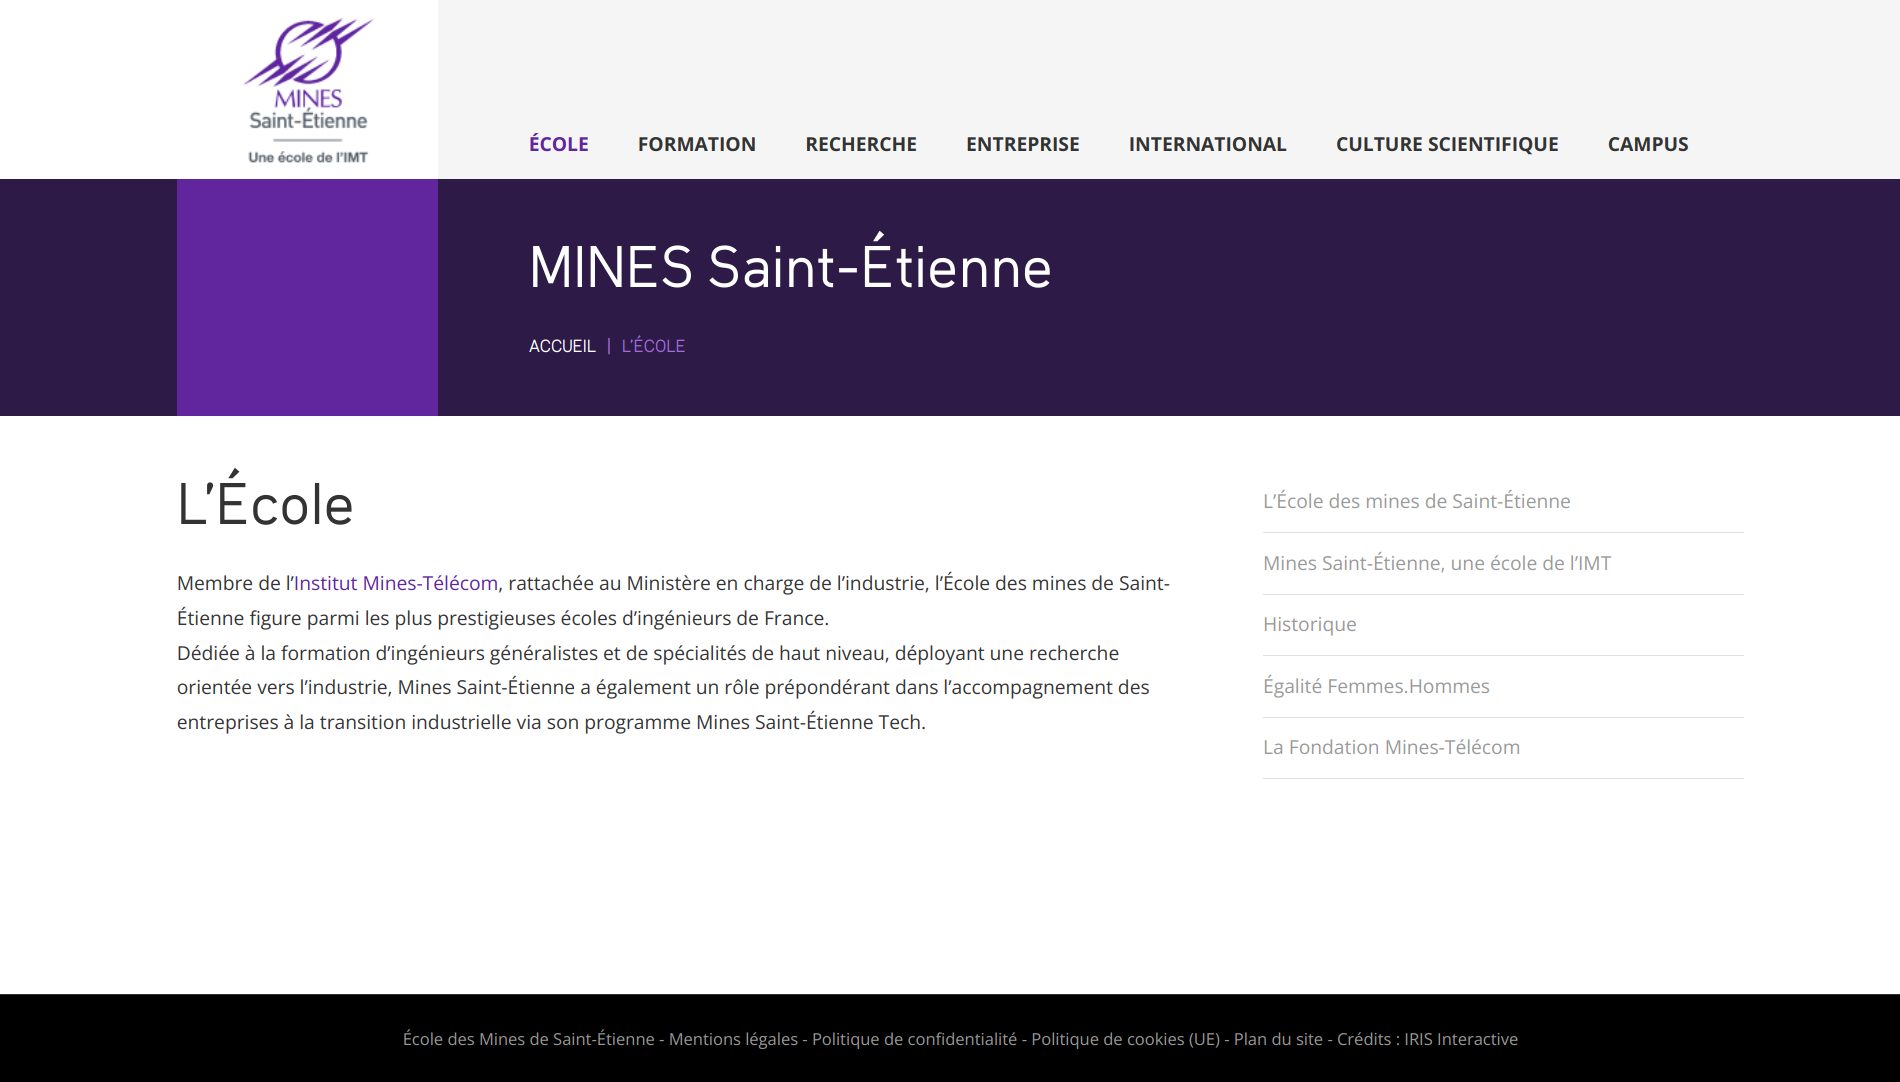 MINES
Saint-Étienne
Une école de l'IMT
ÉCOLE FORMATION RECHERCHE ENTREPRISE INTERNATIONAL CULTURE SCIENTIFIQUE CAMPUS
MINES Saint-Étienne
ACCUEIL | L'ÉCOLE
L'École
Membre de l'Institut Mines-Télécom, rattachée au Ministère en charge de l'industrie, l'École des mines de Saint-
Étienne figure parmi les plus prestigieuses écoles d'ingénieurs de France.
Dédiée à la formation d'ingénieurs généralistes et de spécialités de haut niveau, déployant une recherche
orientée vers l'industrie, Mines Saint-Étienne a également un rôle prépondérant dans l'accompagnement des
entreprises à la transition industrielle via son programme Mines Saint-Étienne Tech.
L'École des mines de Saint-Étienne
Mines Saint-Étienne, une école de l'IMT
Historique
Égalité Femmes.Hommes
La Fondation Mines-Télécom
École des Mines de Saint-Étienne - Mentions légales - Politique de confidentialité - Politique de cookies (UE) - Plan du site - Crédits : IRIS Interactive